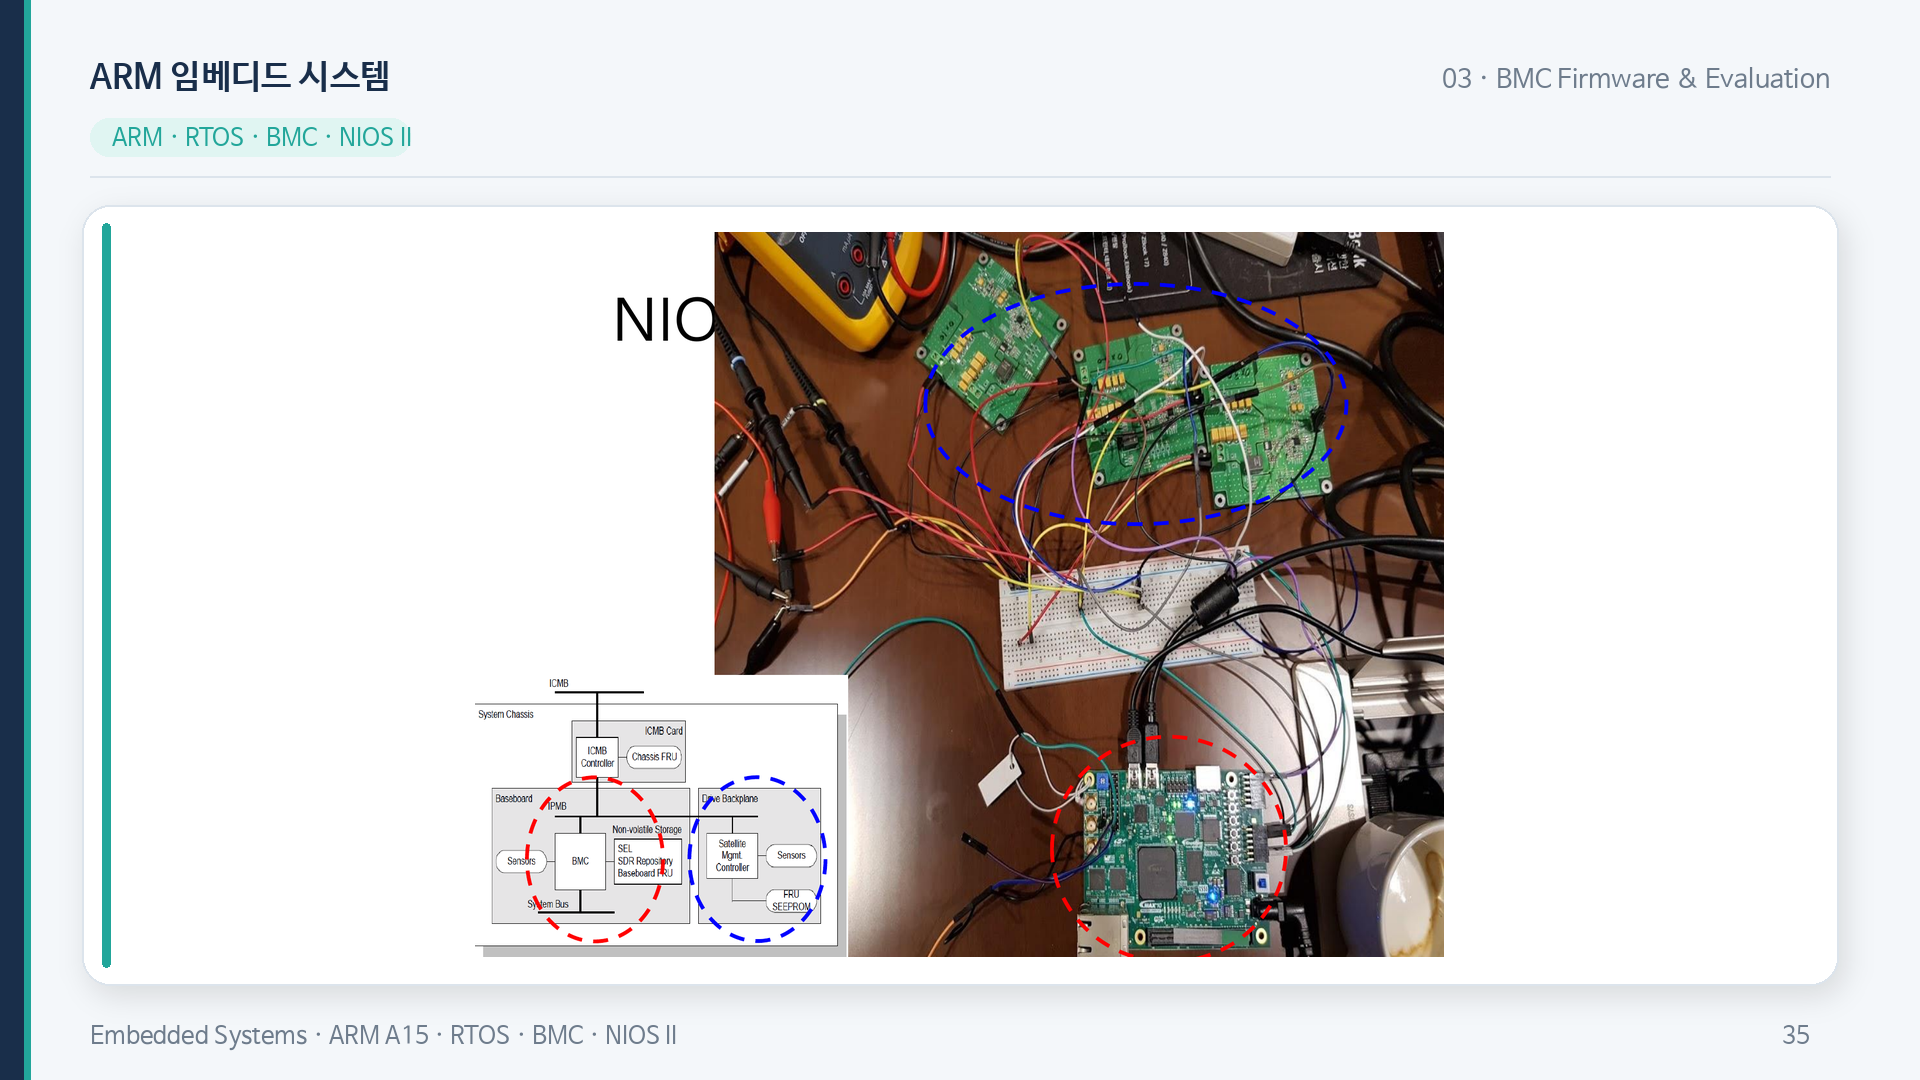 ARM 임베디드 시스템
03 · BMC Firmware & Evaluation
ARM · RTOS · BMC · NIOS II
NIO
ICMB
System Chassis
ICMB Card
ICMB
Controller
Chassis FRU
Baseboard
IPMB
Drive Backplane
Non-volatile Storage
Sensors
BMC
SEL
SDR Repository
Baseboard FRU
System Bus
Satellite
Mgmt.
Controller
Sensors
FRU
SEEPROM
OFF
Embedded Systems · ARM A15 · RTOS · BMC · NIOS II
35